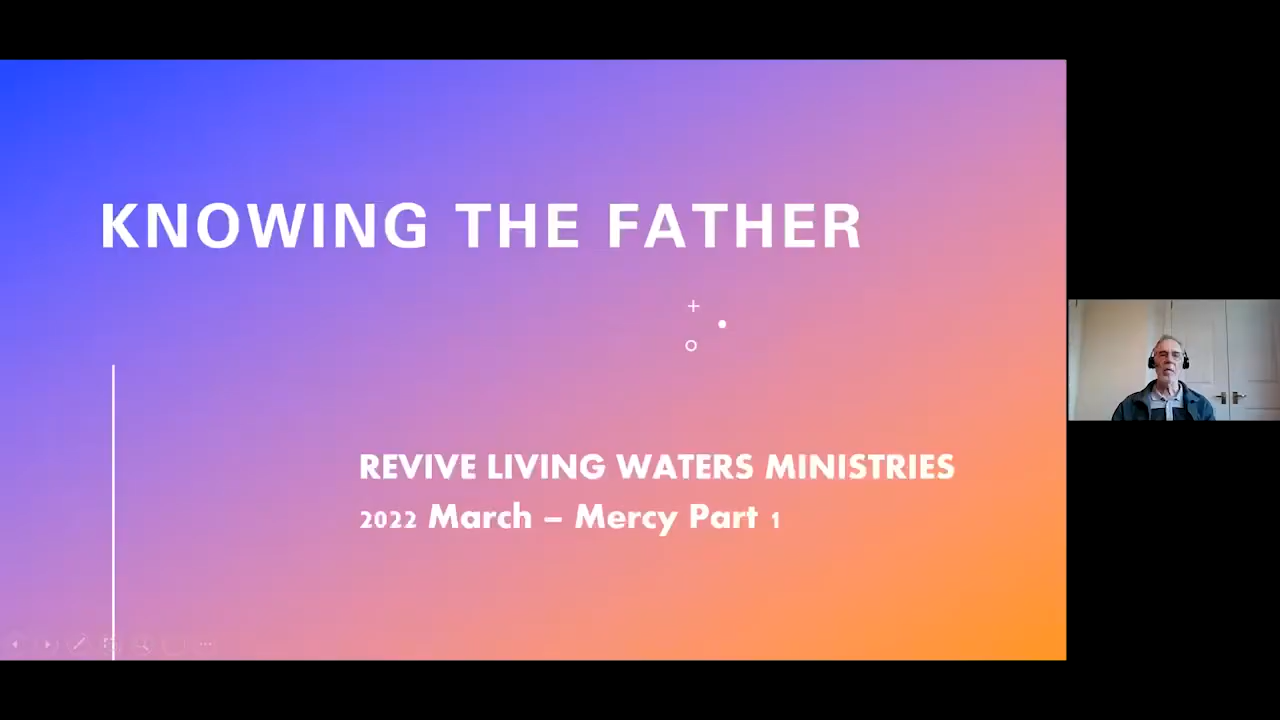 KNOWING THE FATHER
REVIVE LIVING WATERS MINISTRIES
2022 March – Mercy Part 1